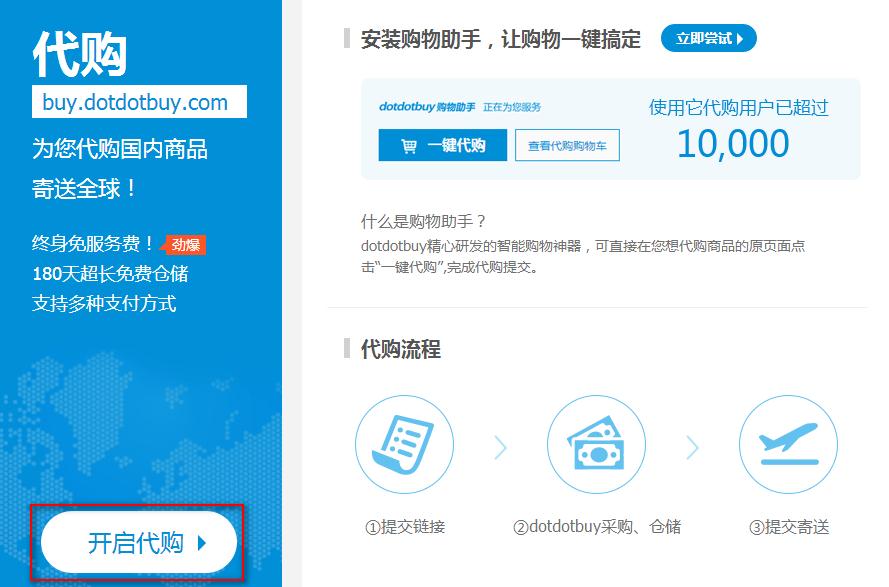 代购
buy.dotdotbuy.com
为您代购国内商品
寄送全球！
终身免服务费！ 劲爆
180天超长免费仓储
支持多种支付方式
开启代购
安装购物助手，让购物一键搞定 立即尝试
dotdotbuy购物助手 正在为您服务
一键代购 查看代购购物车
使用它代购用户已超过
10,000
什么是购物助手？
dotdotbuy精心研发的智能购物神器，可直接在您想代购商品的原页面点
击“一键代购”,完成代购提交。
代购流程
①提交链接 ②dotdotbuy采购、仓储 ③提交寄送